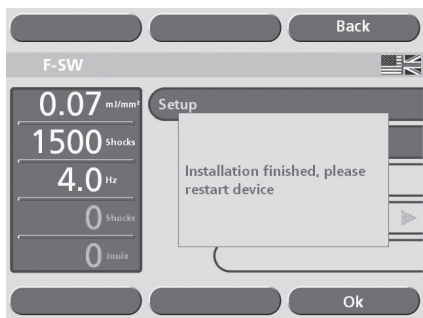 Back
F-SW
0.07 mJ/mm²
1500 Shocks
4.0 Hz
0 Shocks
0 Joule
Setup
Installation finished, please
restart device
Ok